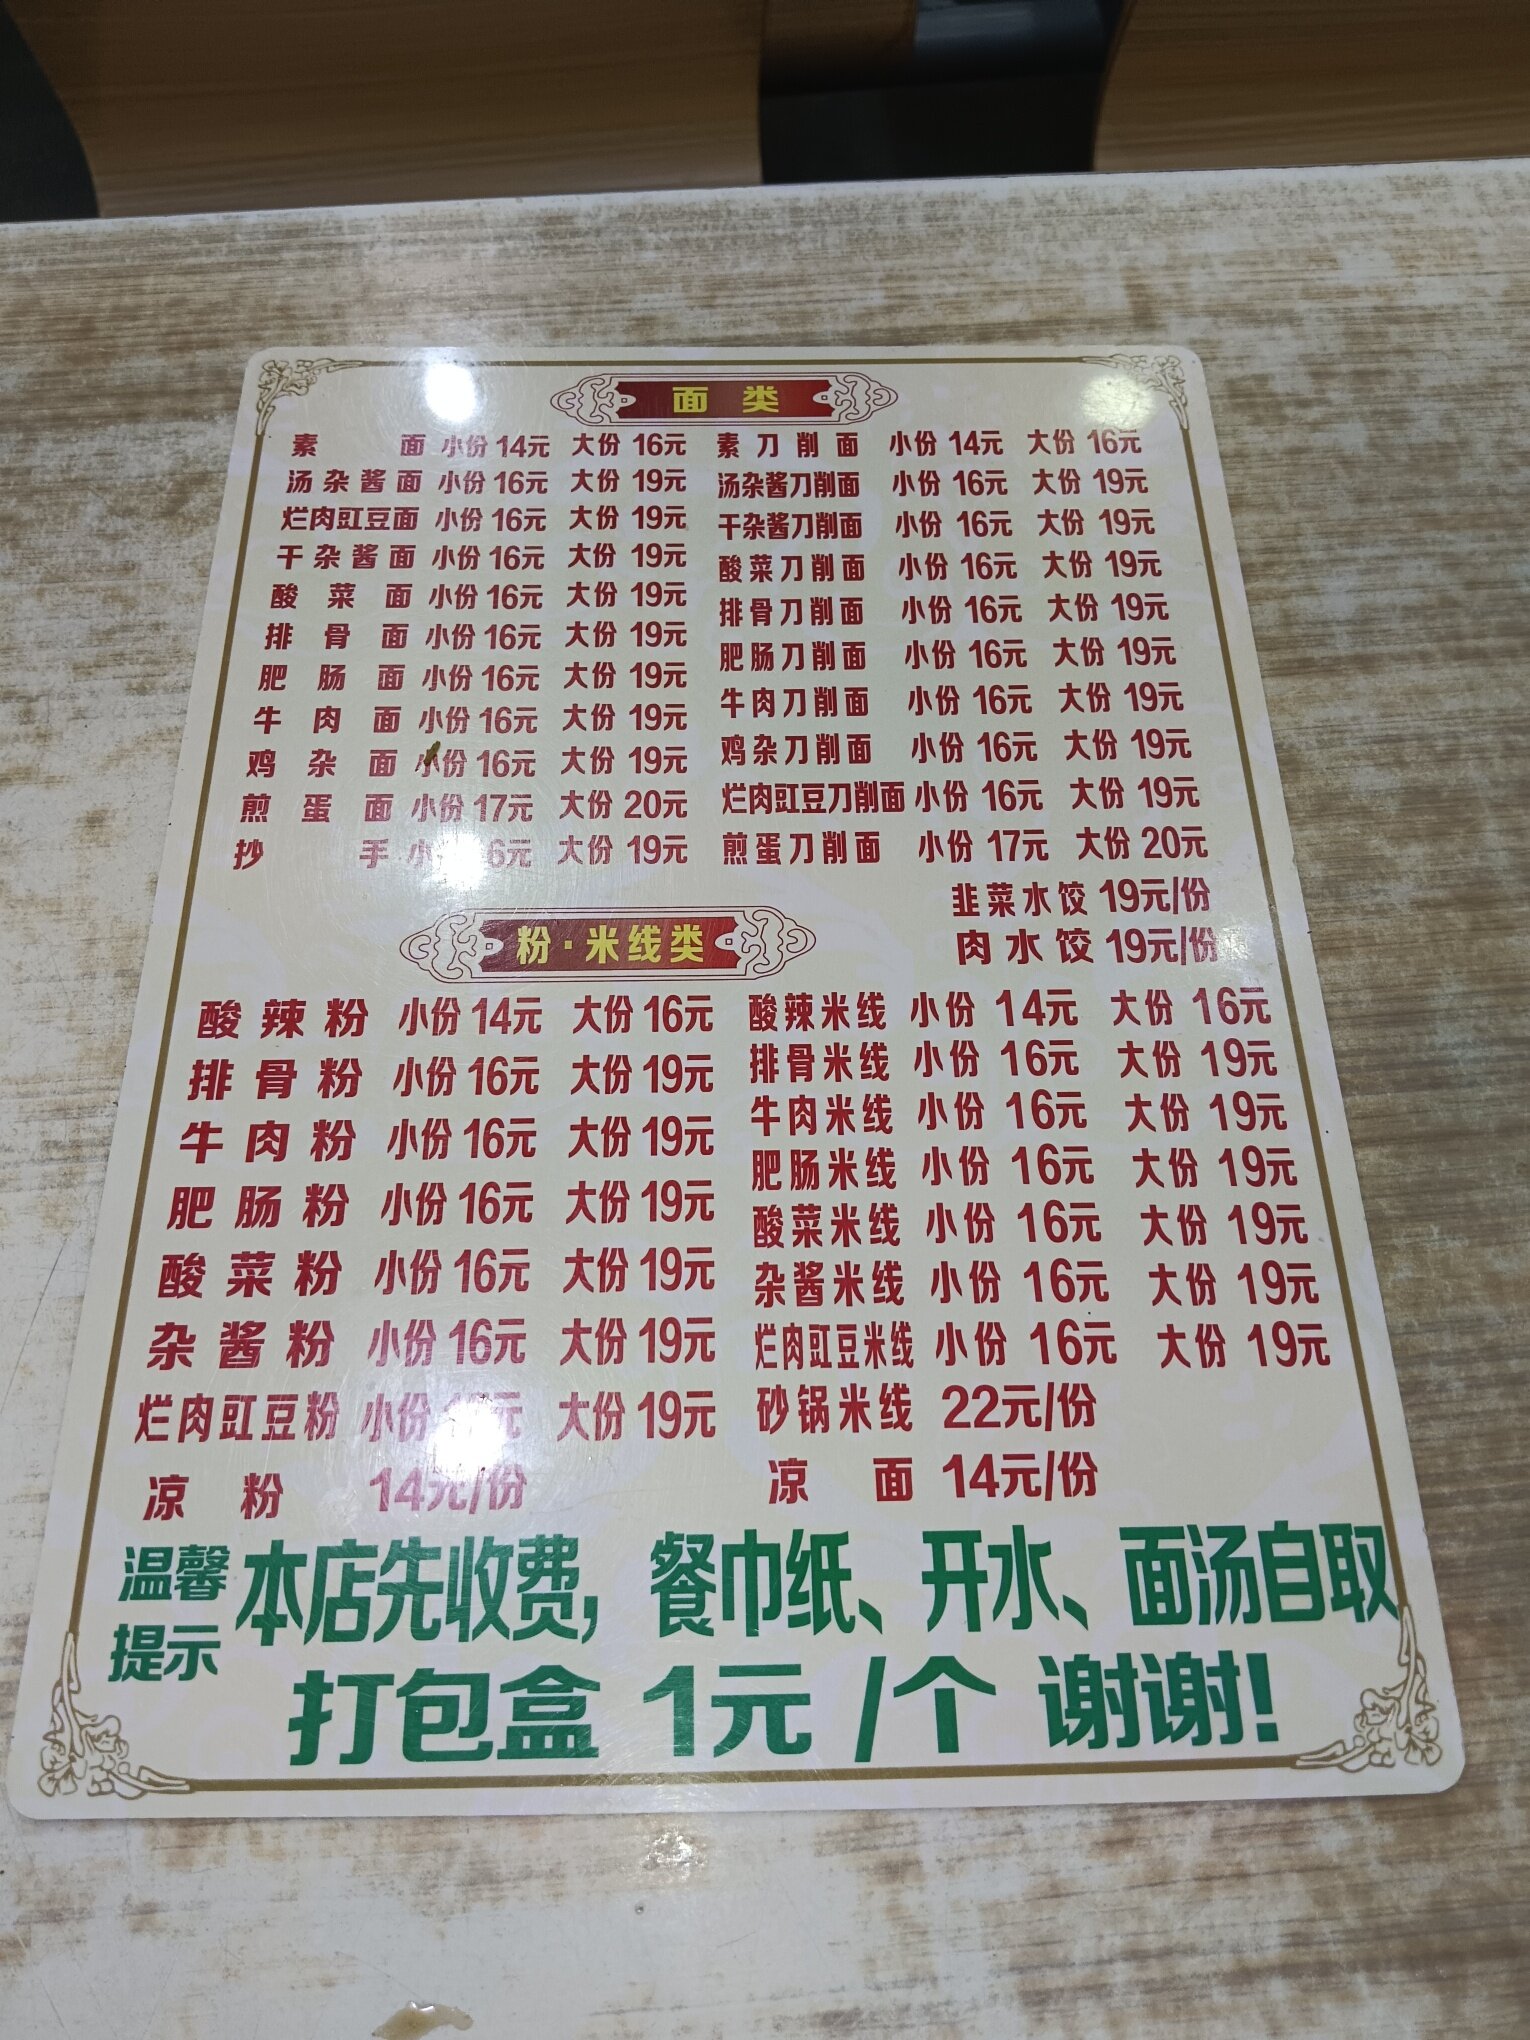 面 类
素 面 小份 14元 大份 16元
汤杂酱面 小份 16元 大份 19元
烂肉豇豆面 小份 16元 大份 19元
干杂酱面 小份 16元 大份 19元
酸菜面 小份 16元 大份 19元
排骨面 小份 16元 大份 19元
肥肠面 小份 16元 大份 19元
牛肉面 小份 16元 大份 19元
鸡杂面 小份 16元 大份 19元
煎蛋面 小份 17元 大份 20元
抄手 小 6元 大份 19元
素刀削面 小份 14元 大份 16元
汤杂酱刀削面 小份 16元 大份 19元
干杂酱刀削面 小份 16元 大份 19元
酸菜刀削面 小份 16元 大份 19元
排骨刀削面 小份 16元 大份 19元
肥肠刀削面 小份 16元 大份 19元
牛肉刀削面 小份 16元 大份 19元
鸡杂刀削面 小份 16元 大份 19元
烂肉豇豆刀削面 小份 16元 大份 19元
煎蛋刀削面 小份 17元 大份 20元
韭菜水饺 19元/份
肉水饺 19元/份
粉·米线类
酸辣粉 小份 14元 大份 16元
排骨粉 小份 16元 大份 19元
牛肉粉 小份 16元 大份 19元
肥肠粉 小份 16元 大份 19元
酸菜粉 小份 16元 大份 19元
杂酱粉 小份 16元 大份 19元
烂肉豇豆粉 小份 元 大份 19元
凉粉 14元/份
酸辣米线 小份 14元 大份 16元
排骨米线 小份 16元 大份 19元
牛肉米线 小份 16元 大份 19元
肥肠米线 小份 16元 大份 19元
酸菜米线 小份 16元 大份 19元
杂酱米线 小份 16元 大份 19元
烂肉豇豆米线 小份 16元 大份 19元
砂锅米线 22元/份
凉面 14元/份
温馨提示
本店先收费，餐巾纸、开水、面汤自取
打包盒 1元 /个 谢谢!